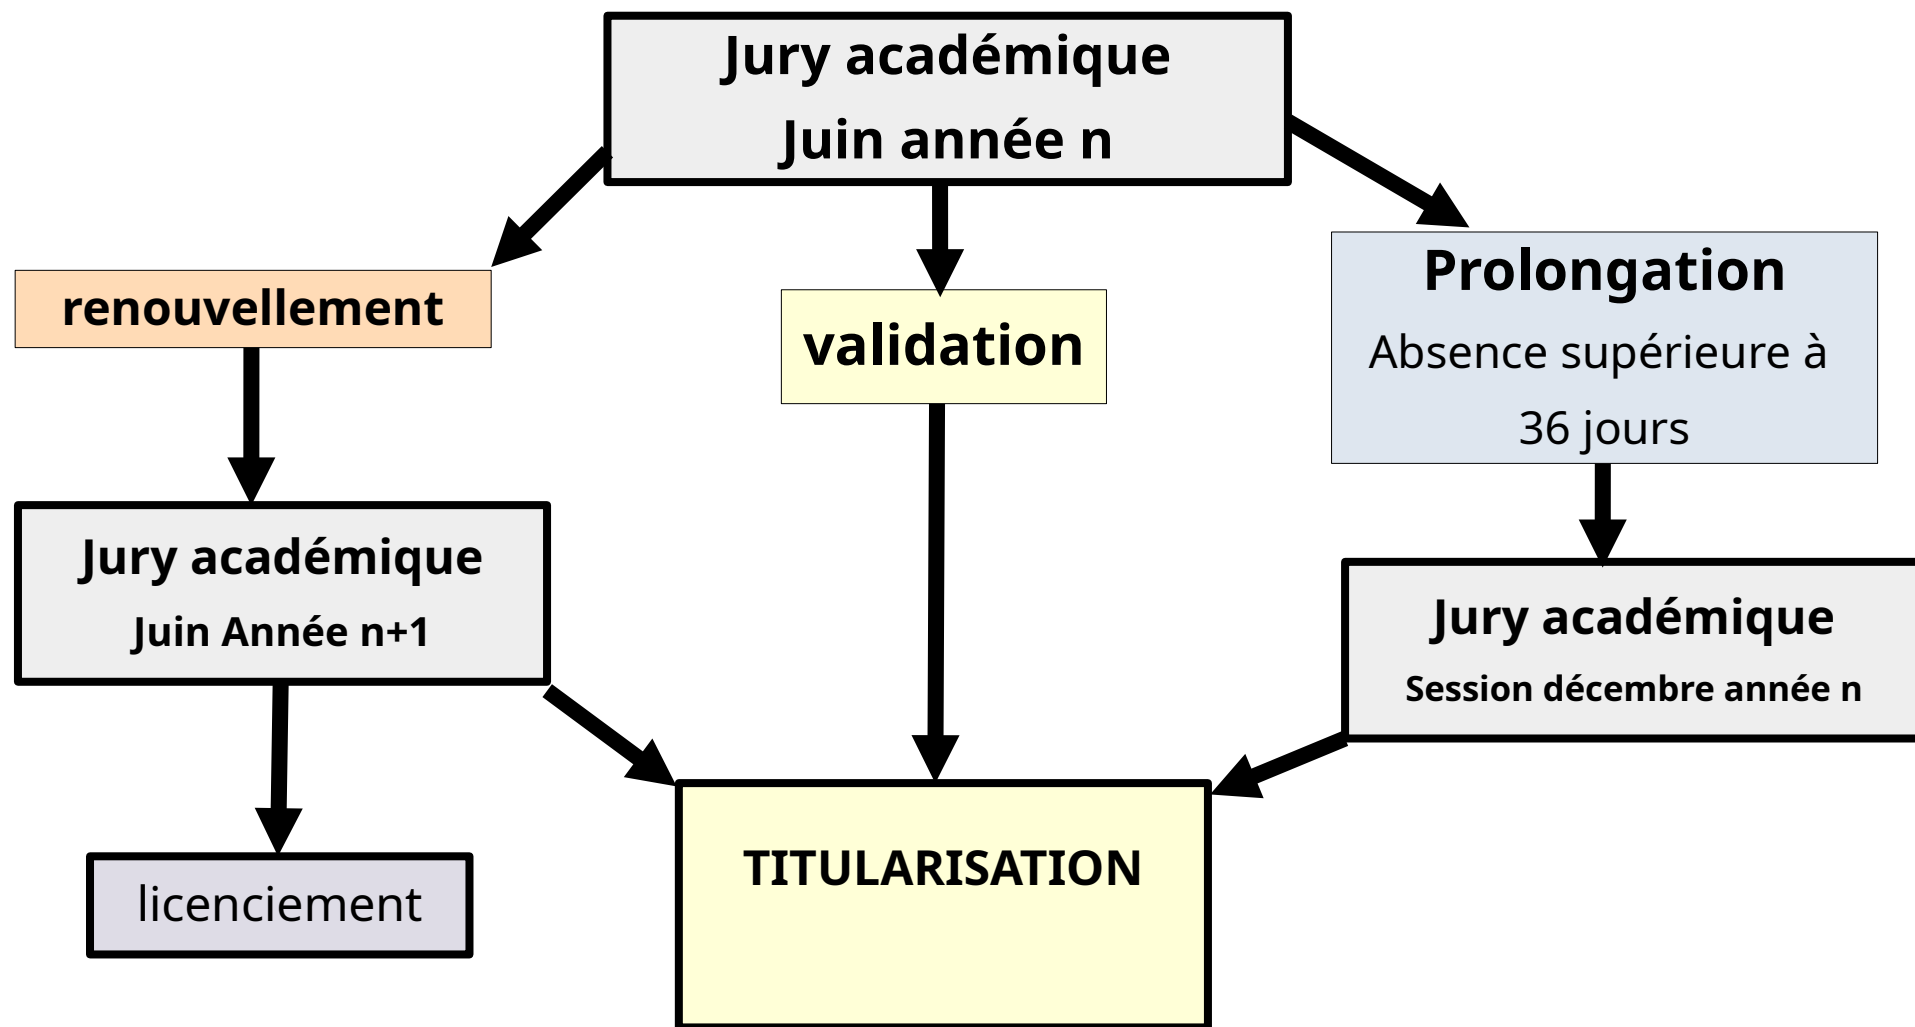 Jury académique
Juin année n
renouvellement
validation
Prolongation
Absence supérieure à
36 jours
Jury académique
Juin Année n+1
Jury académique
Session décembre année n
licenciement
TITULARISATION